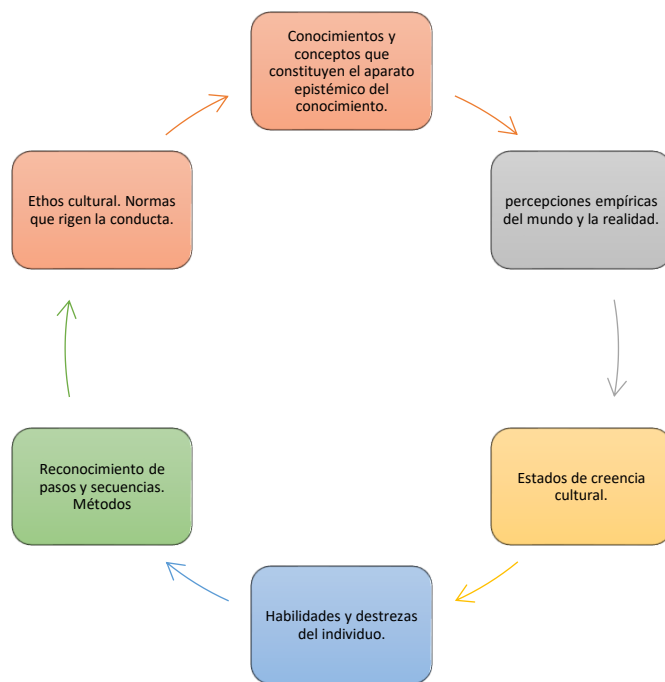 Conocimientos y
conceptos que
constituyen el aparato
epistémico del
conocimiento.
percepciones empíricas
del mundo y la realidad.
Estados de creencia
cultural.
Habilidades y destrezas
del individuo.
Reconocimiento de
pasos y secuencias.
Métodos
Ethos cultural. Normas
que rigen la conducta.